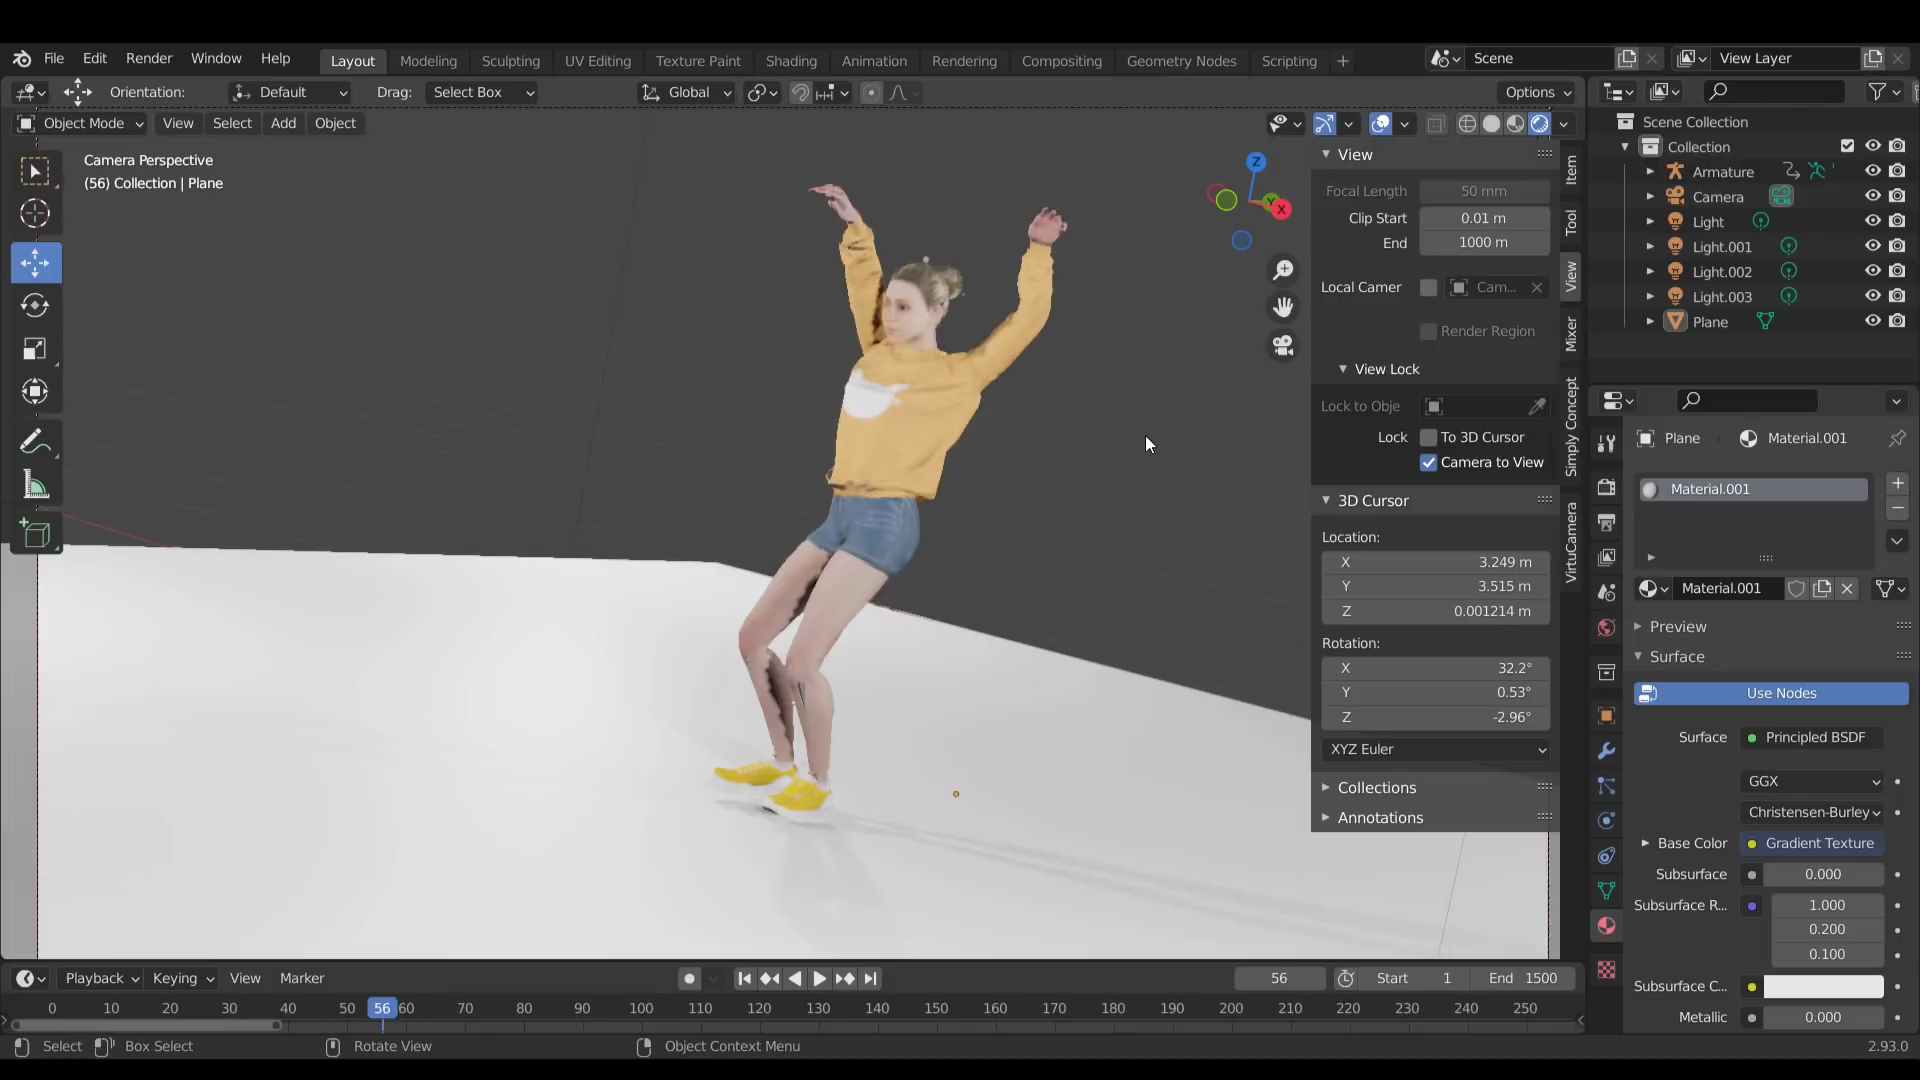 File Edit Render Window Help Layout Modeling Sculpting UV Editing Texture Paint Shading Animation Rendering Compositing Geometry Nodes Scripting + Scene View Layer
Orientation: Default Drag: Select Box Global Options
Object Mode View Select Add Object
Camera Perspective
(56) Collection | Plane
Z
Y
X
View
Focal Length 50 mm
Clip Start 0.01 m
End 1000 m
Local Camer Cam...
Render Region
View Lock
Lock to Obje
Lock To 3D Cursor
Camera to View
3D Cursor
Location:
X 3.249 m
Y 3.515 m
Z 0.001214 m
Rotation:
X 32.2°
Y 0.53°
Z -2.96°
XYZ Euler
Collections
Annotations
Item
Tool
View
Mixer
Simply Concept
VirtuCamera
Scene Collection
Collection
Armature
Camera
Light
Light.001
Light.002
Light.003
Plane
Plane Material.001
Material.001
Material.001
Preview
Surface
Use Nodes
Surface Principled BSDF
GGX
Christensen-Burley
Base Color Gradient Texture
Subsurface 0.000
Subsurface R... 1.000
0.200
0.100
Subsurface C...
Metallic 0.000
Playback Keying View Marker 56 Start 1 End 1500
0 10 20 30 40 50 56 60 70 80 90 100 110 120 130 140 150 160 170 180 190 200 210 220 230 240 250
Select Box Select Rotate View Object Context Menu 2.93.0